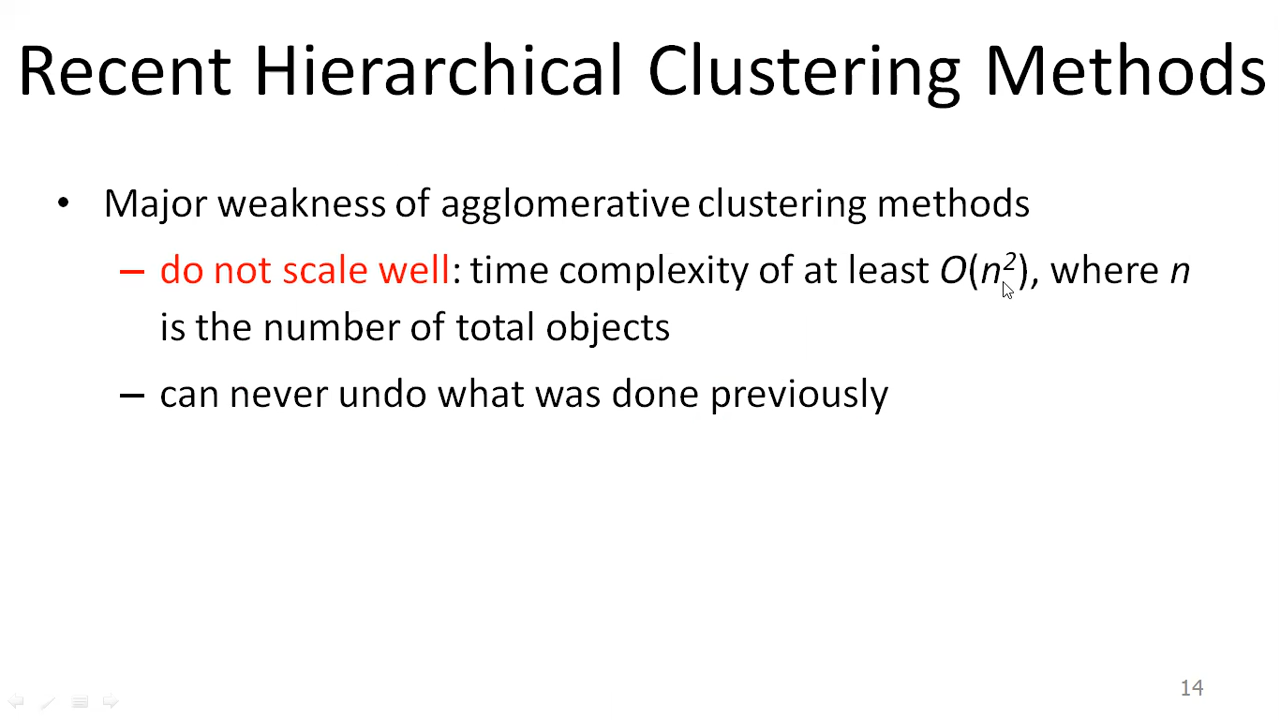 Recent Hierarchical Clustering Methods
• Major weakness of agglomerative clustering methods
– do not scale well: time complexity of at least O(n²), where n
is the number of total objects
– can never undo what was done previously
14